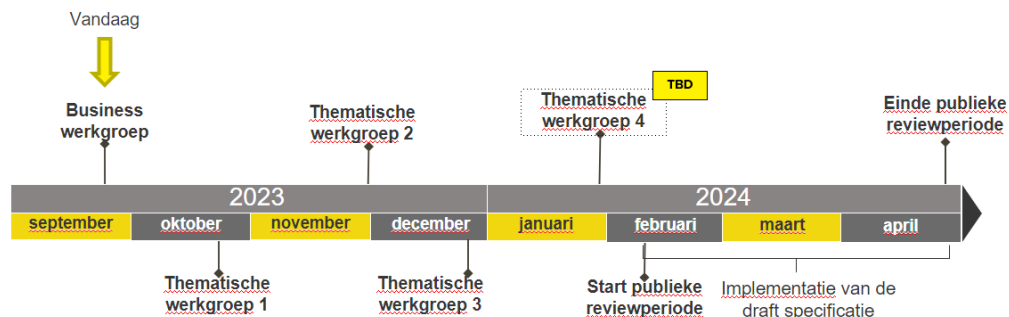 Vandaag
Business
werkgroep
Thematische
werkgroep 2
Thematische
werkgroep 4
TBD
Einde publieke
reviewperiode
2023
2024
september
oktober
november
december
januari
februari
maart
april
Thematische
werkgroep 1
Thematische
werkgroep 3
Start publieke
reviewperiode
Implementatie van de
draft specificatie